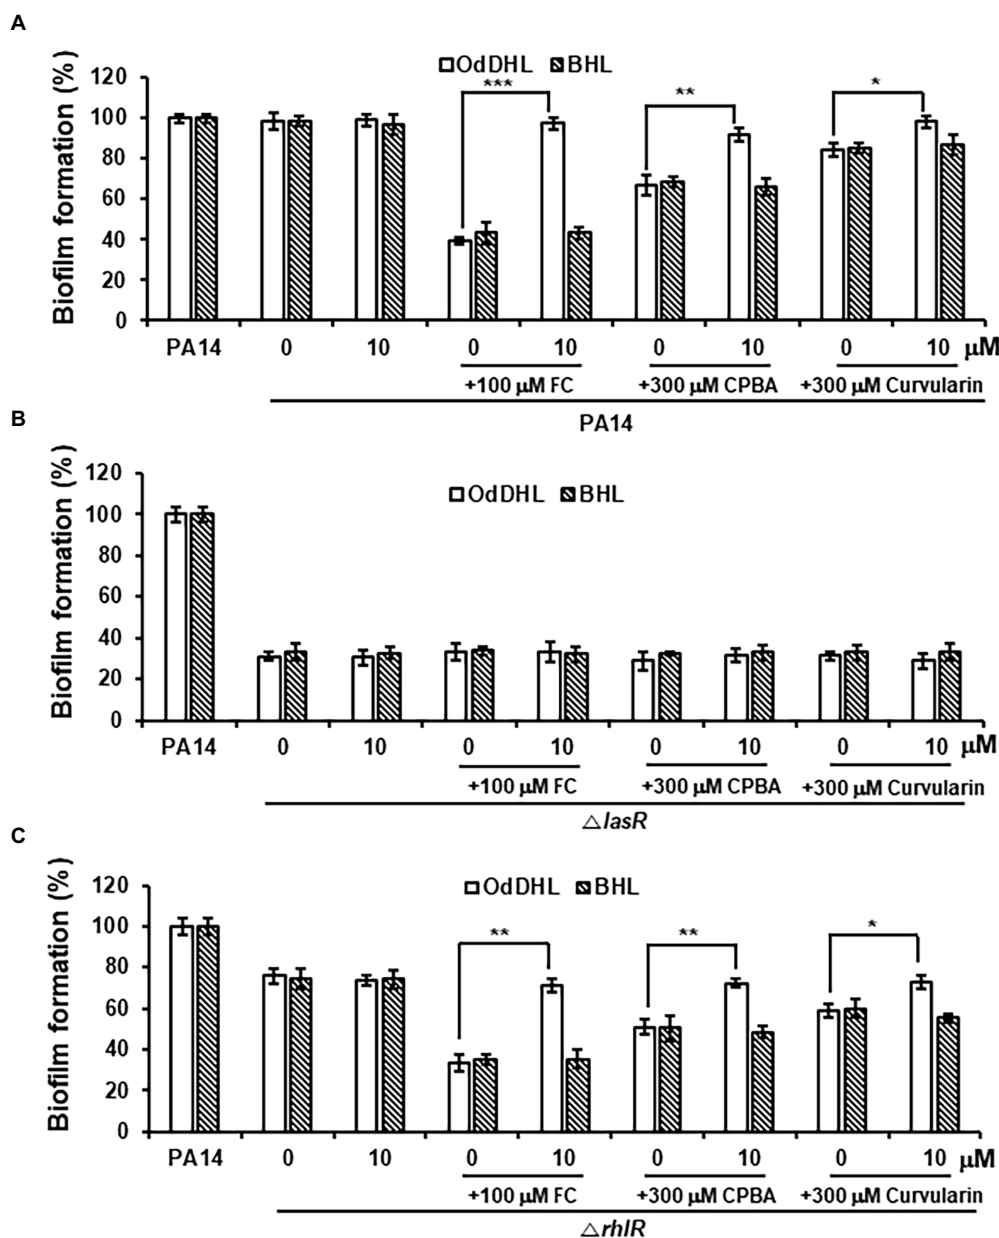 A
OdDHL BHL
Biofilm formation (%)
120
100
80
60
40
20
0
*** ** *
PA14 0 10 0 10 0 10 0 10 μM
+100 μM FC +300 μM CPBA +300 μM Curvularin
PA14
B
OdDHL BHL
Biofilm formation (%)
120
100
80
60
40
20
0
PA14 0 10 0 10 0 10 0 10 μM
+100 μM FC +300 μM CPBA +300 μM Curvularin
△lasR
C
OdDHL BHL
Biofilm formation (%)
120
100
80
60
40
20
0
** ** *
PA14 0 10 0 10 0 10 0 10 μM
+100 μM FC +300 μM CPBA +300 μM Curvularin
△rhlR